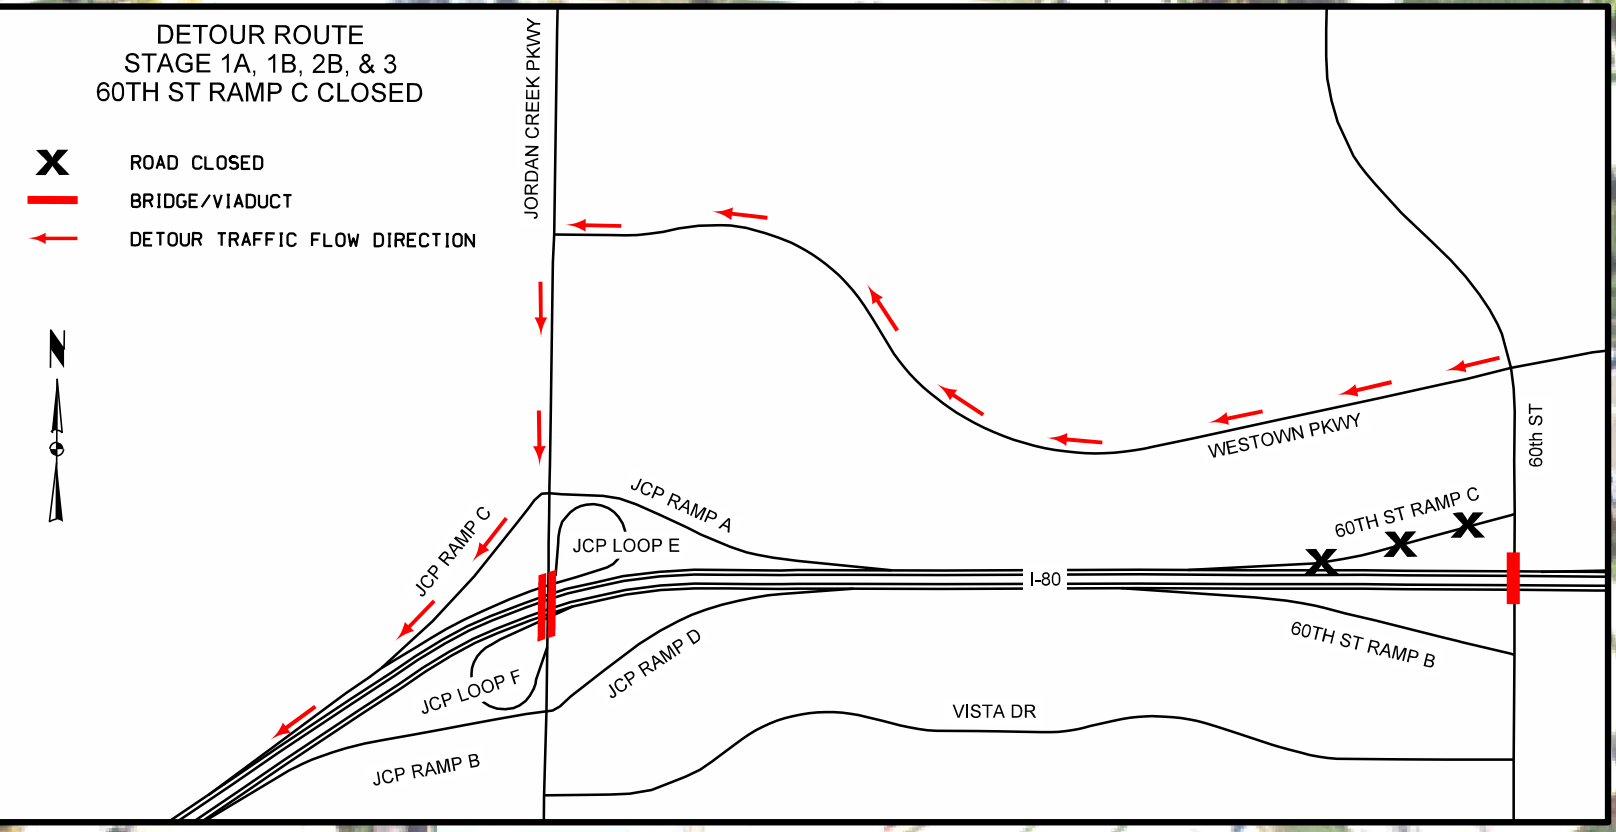 DETOUR ROUTE
STAGE 1A, 1B, 2B, & 3
60TH ST RAMP C CLOSED
X ROAD CLOSED
BRIDGE/VIADUCT
DETOUR TRAFFIC FLOW DIRECTION
N
JORDAN CREEK PKWY
WESTOWN PKWY
60th ST
JCP RAMP C
JCP RAMP A
60TH ST RAMP C
JCP LOOP E
I-80
JCP LOOP F
JCP RAMP D
60TH ST RAMP B
JCP RAMP B
VISTA DR